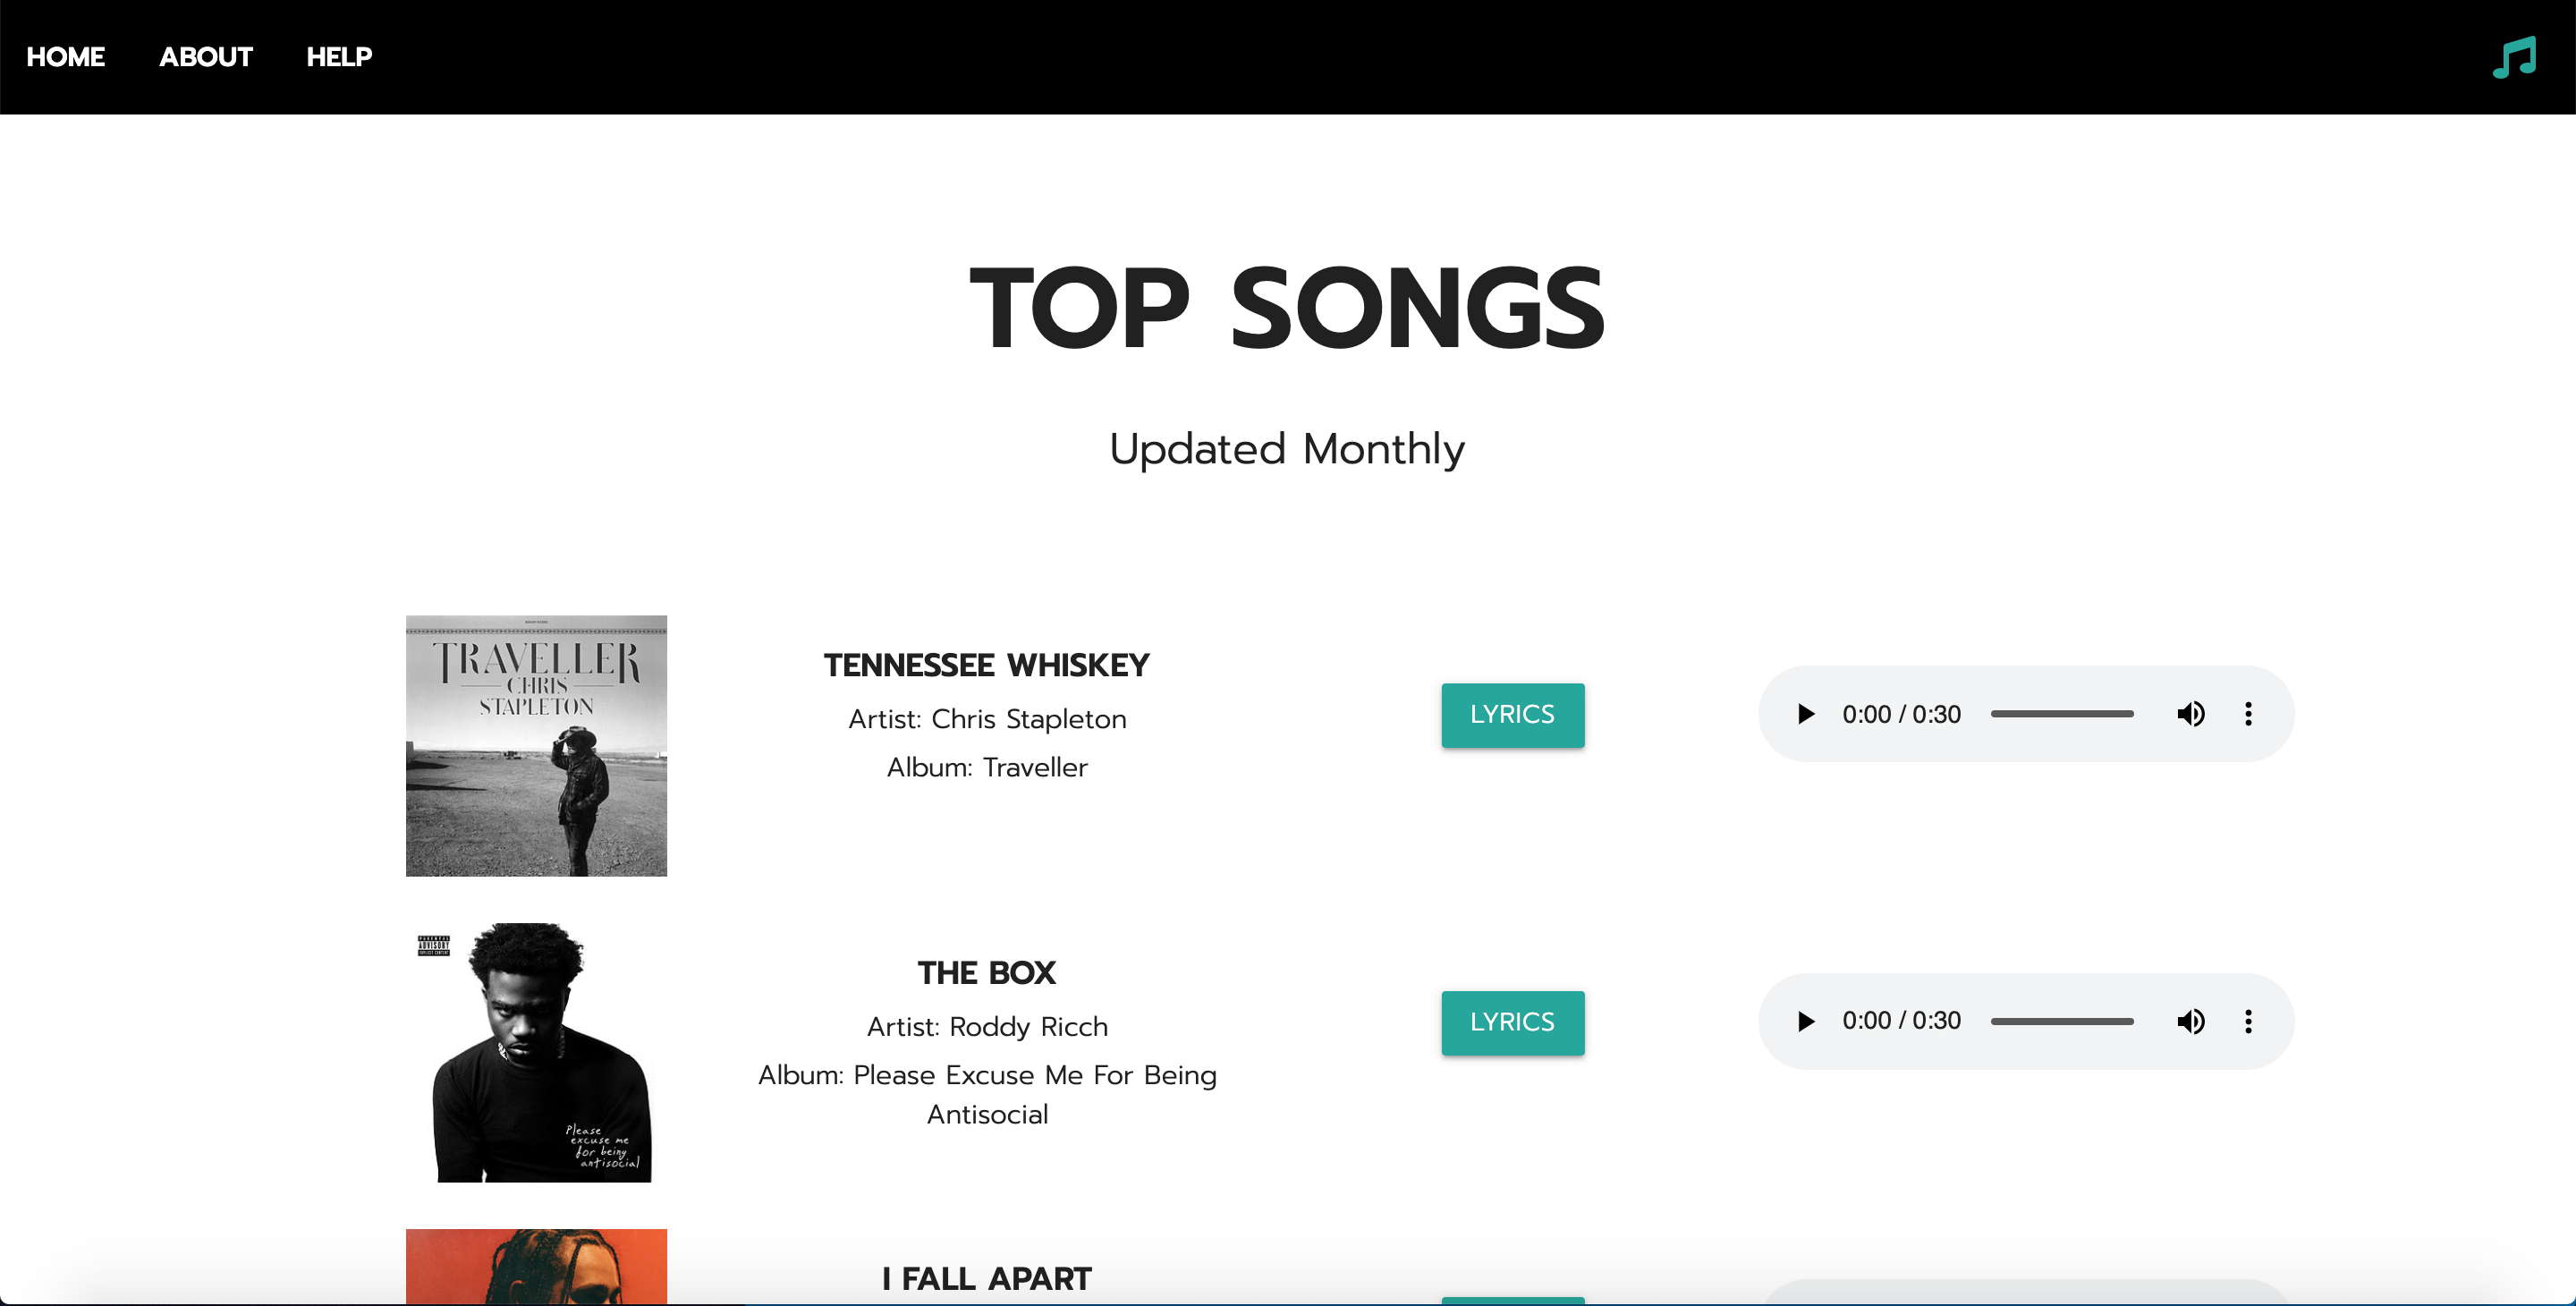 HOME ABOUT HELP
TOP SONGS
Updated Monthly
TRAVELLER
CHRIS
STAPLETON
TENNESSEE WHISKEY
Artist: Chris Stapleton
Album: Traveller
LYRICS
0:00 / 0:30
PARENTAL
ADVISORY
EXPLICIT CONTENT
Please
excuse me
for being
antisocial
THE BOX
Artist: Roddy Ricch
Album: Please Excuse Me For Being
Antisocial
LYRICS
0:00 / 0:30
I FALL APART